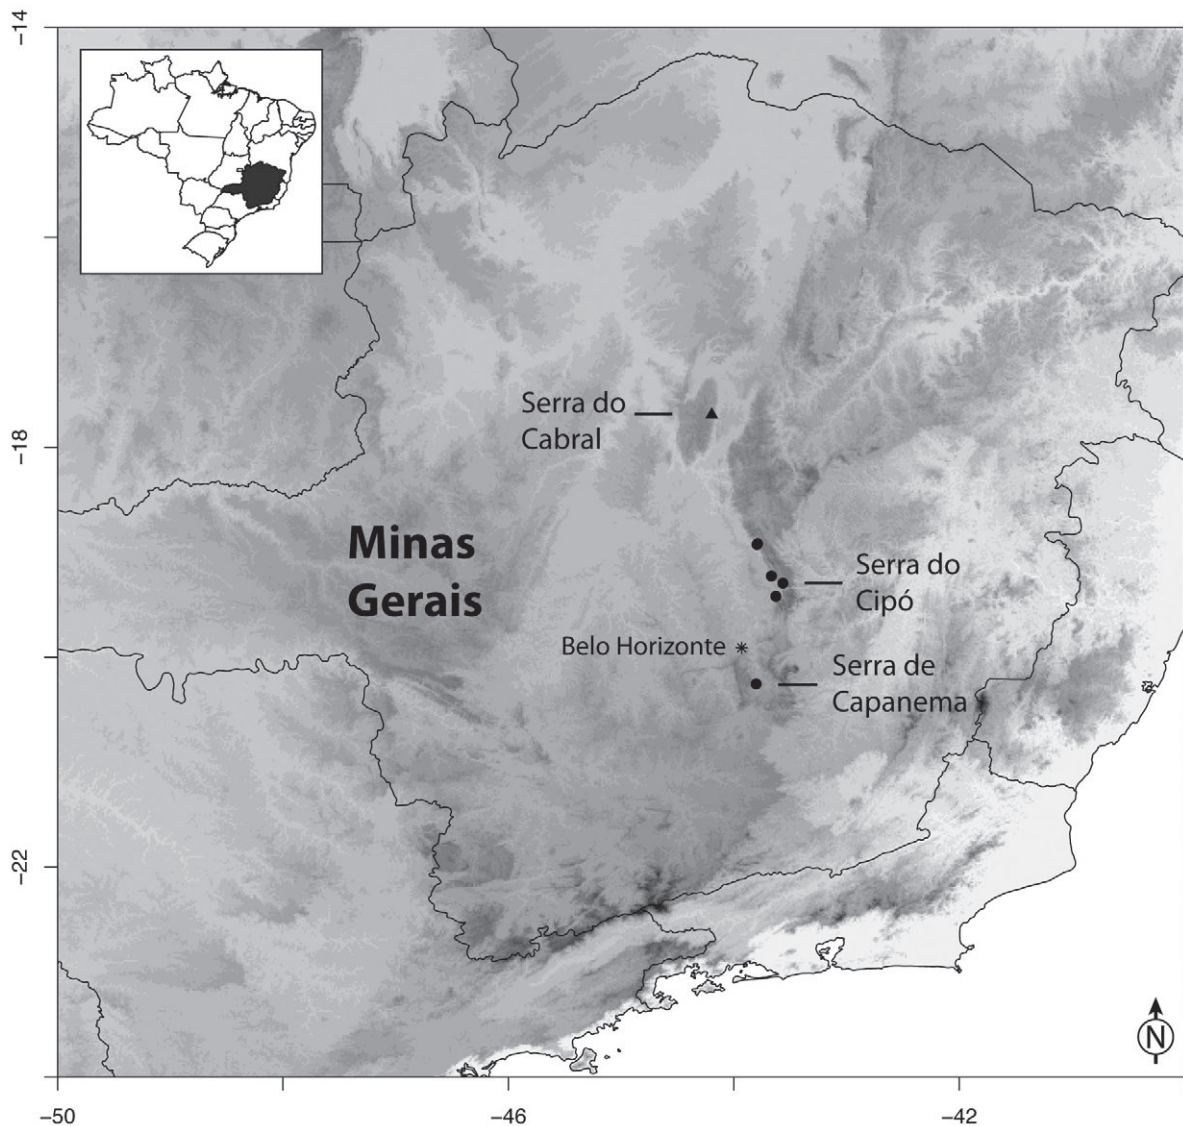 −14
Serra do
Cabral
−18
Minas
Gerais
Serra do
Cipó
Belo Horizonte *
Serra de
Capanema
−22
N
−50
−46
−42